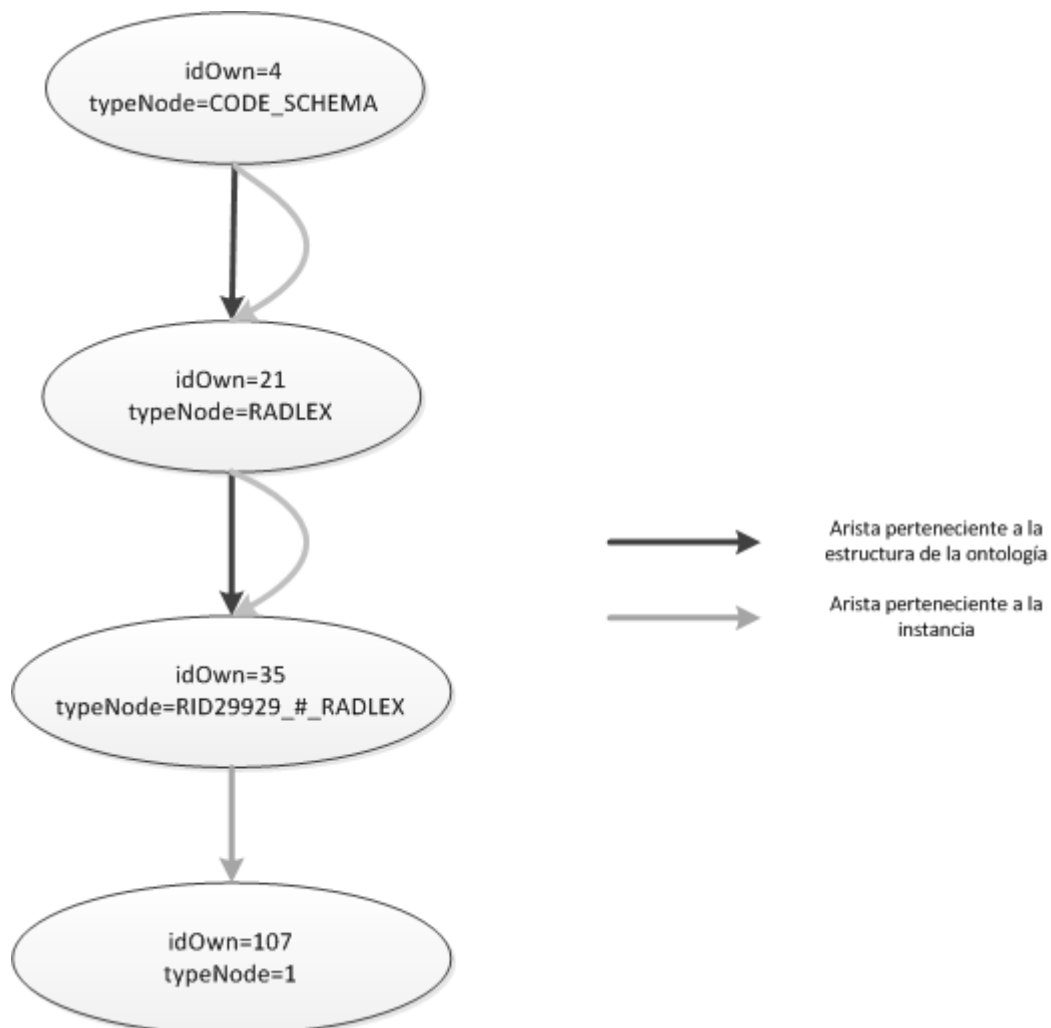 idOwn=4
typeNode=CODE_SCHEMA
idOwn=21
typeNode=RADLEX
Arista perteneciente a la
estructura de la ontología
Arista perteneciente a la
instancia
idOwn=35
typeNode=RID29929_#_RADLEX
idOwn=107
typeNode=1